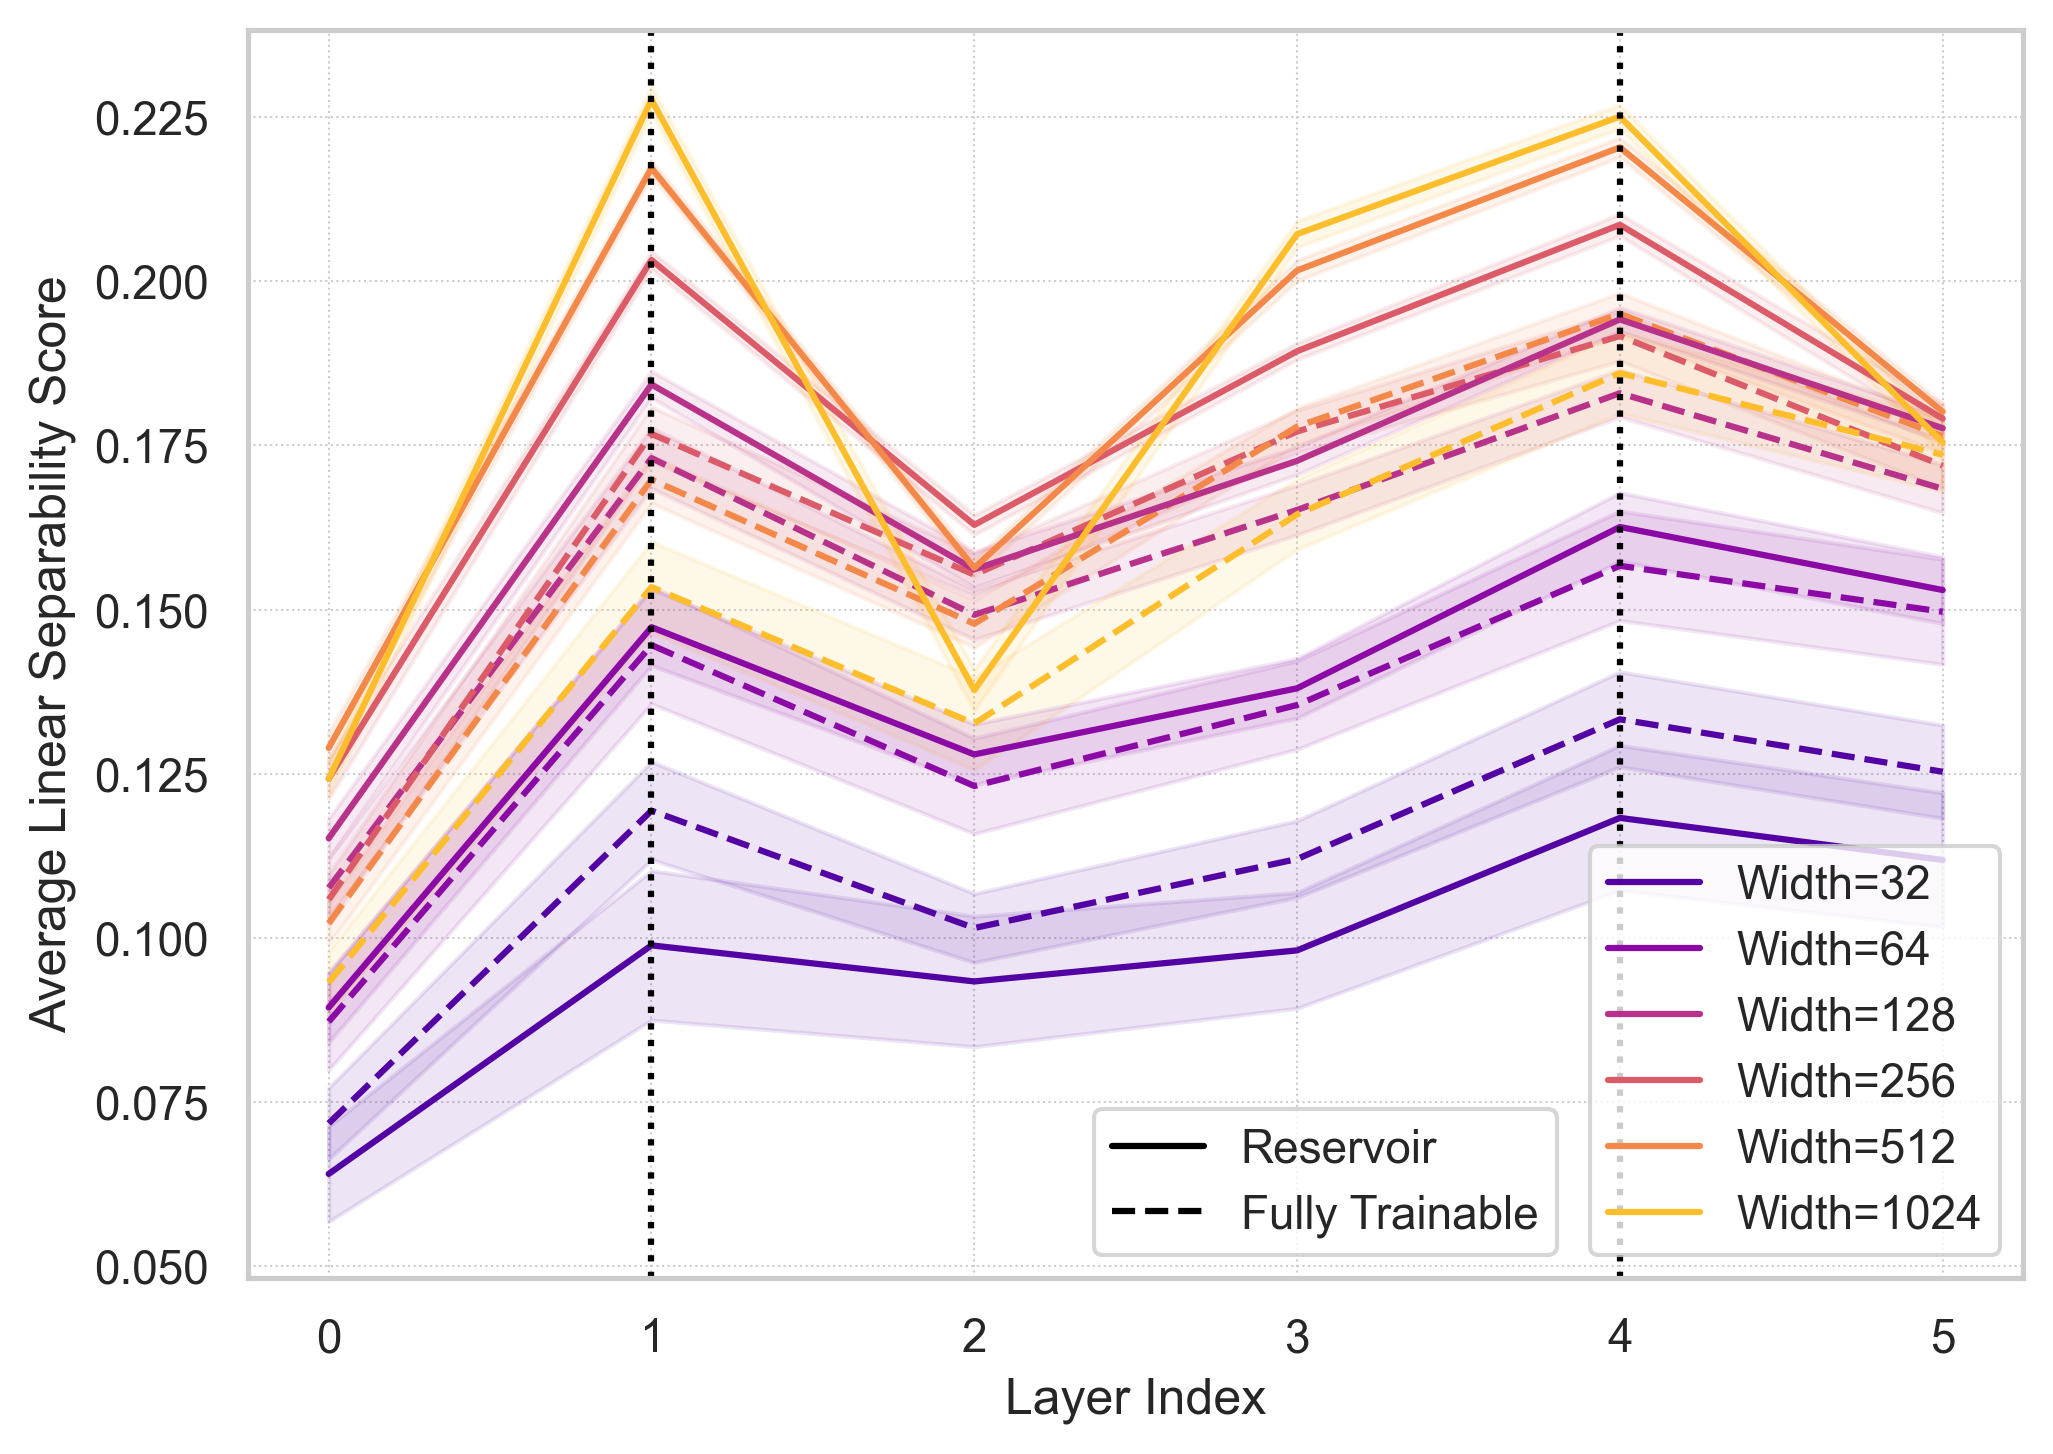 Average Linear Separability Score
0.225
0.200
0.175
0.150
0.125
0.100
0.075
0.050
0 1 2 3 4 5
Layer Index
Reservoir
Fully Trainable
Width=32
Width=64
Width=128
Width=256
Width=512
Width=1024